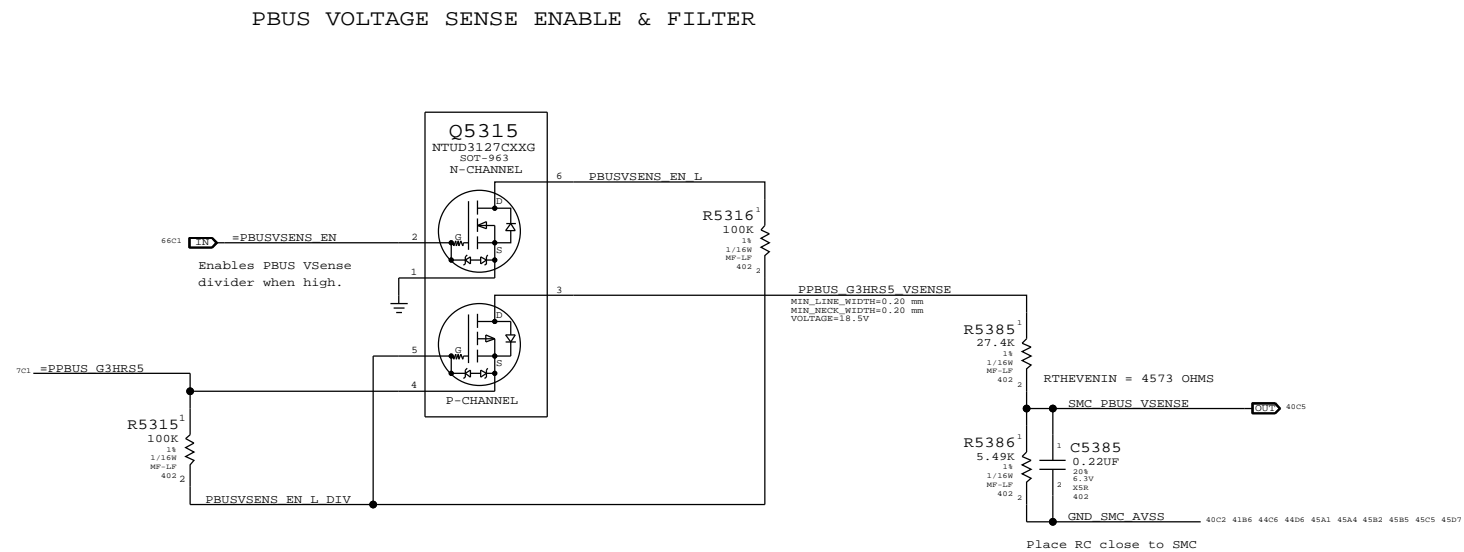 PBUS VOLTAGE SENSE ENABLE & FILTER
Q5315
NTUD3127CXXG
SOT-963
N-CHANNEL
6
PBUSVSENS_EN_L
D
R5316
1
100K
1%
1/16W
MF-LF
402
2
66C1
IN
=PBUSVSENS_EN
2
G
S
Enables PBUS VSense
divider when high.
1
3
PPBUS_G3HRS5_VSENSE
MIN_LINE_WIDTH=0.20 mm
MIN_NECK_WIDTH=0.20 mm
VOLTAGE=18.5V
D
5
G
S
7C1
=PPBUS_G3HRS5
4
P-CHANNEL
R5385
1
27.4K
1%
1/16W
MF-LF
402
2
RTHEVENIN = 4573 OHMS
SMC_PBUS_VSENSE
OUT
40C5
R5315
1
100K
1%
1/16W
MF-LF
402
2
PBUSVSENS_EN_L_DIV
R5386
1
5.49K
1%
1/16W
MF-LF
402
2
1
C5385
0.22UF
20%
6.3V
2
X5R
402
GND_SMC_AVSS
40C2 41B6 44C6 44D6 45A1 45A4 45B2 45B5 45C5 45D7
Place RC close to SMC